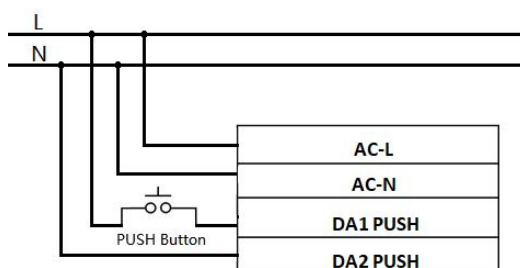 L
N
AC-L
AC-N
DA1 PUSH
PUSH Button
DA2 PUSH